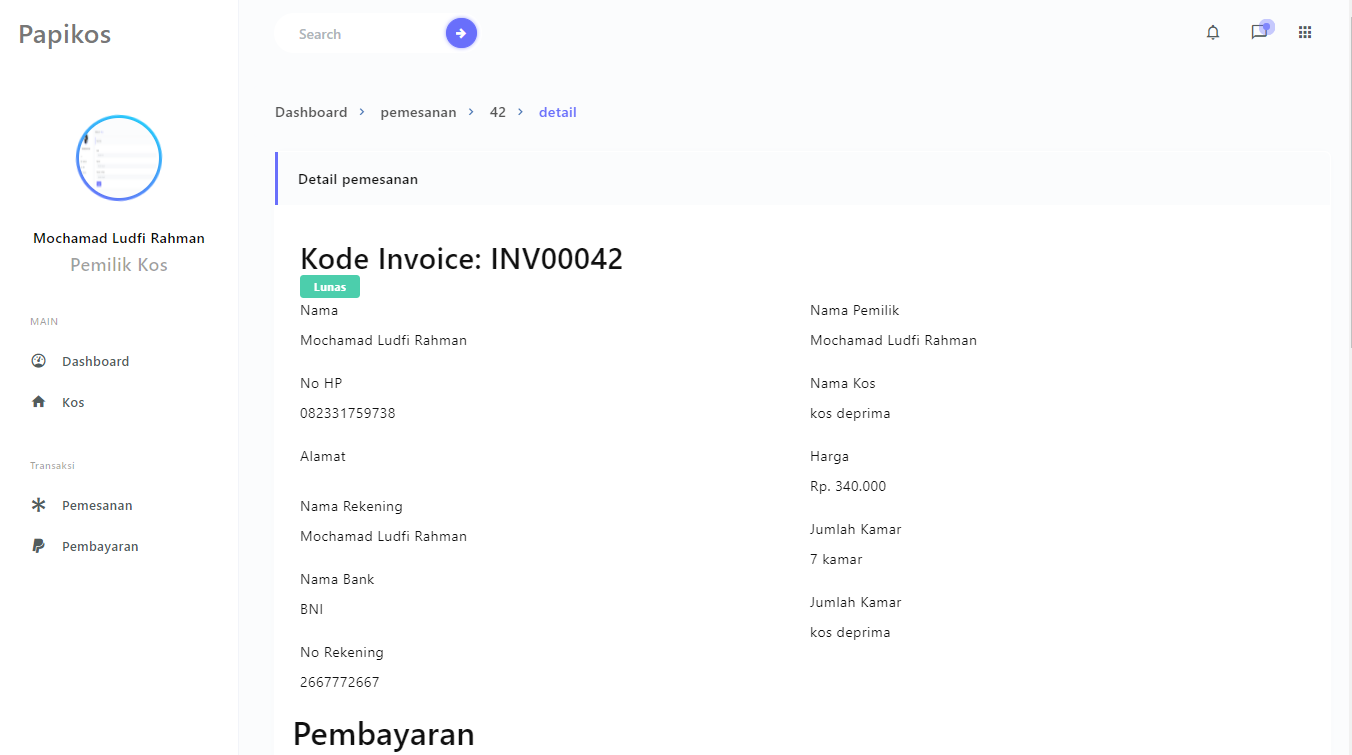 Papikos
Search
Mochamad Ludfi Rahman
Pemilik Kos
MAIN
Dashboard
Kos
Transaksi
Pemesanan
Pembayaran
Dashboard > pemesanan > 42 > detail
Detail pemesanan
Kode Invoice: INV00042
Lunas
Nama
Mochamad Ludfi Rahman
No HP
082331759738
Alamat
Nama Rekening
Mochamad Ludfi Rahman
Nama Bank
BNI
No Rekening
2667772667
Nama Pemilik
Mochamad Ludfi Rahman
Nama Kos
kos deprima
Harga
Rp. 340.000
Jumlah Kamar
7 kamar
Jumlah Kamar
kos deprima
Pembayaran